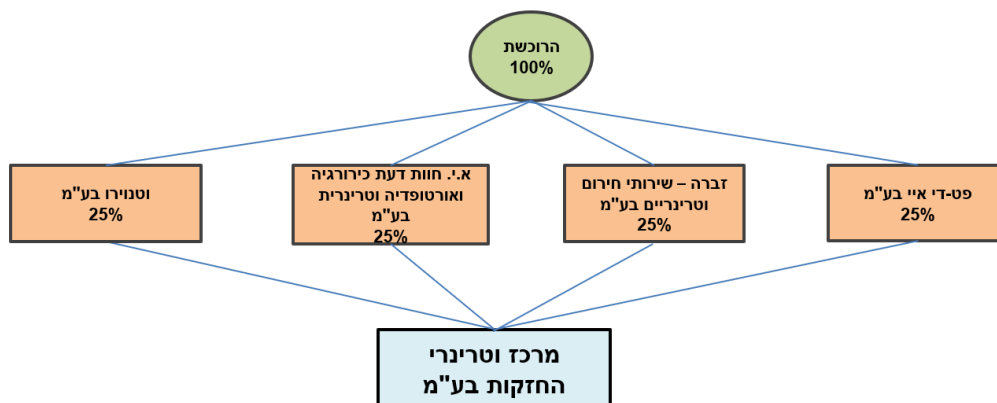 הרוכשת
100%
פט-די איי בע"מ
25%
זברה – שירותי חירום
וטרינריים בע"מ
25%
א.י. חוות דעת כירורגיה
ואורטופדיה וטרינרית
בע"מ
25%
וטנוירו בע"מ
25%
מרכז וטרינרי
החזקות בע"מ